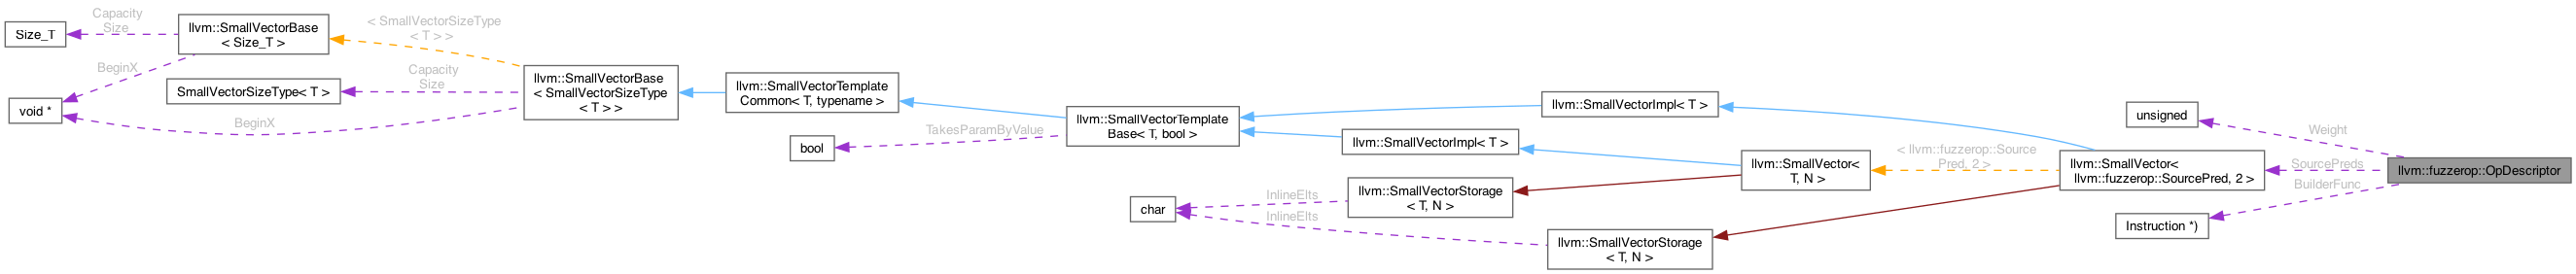 Size_T
Capacity
Size
llvm::SmallVectorBase
< Size_T >
BeginX
SmallVectorSizeType< T >
void *
< SmallVectorSizeType
< T > >
Capacity
Size
BeginX
llvm::SmallVectorBase
< SmallVectorSizeType
< T > >
llvm::SmallVectorTemplate
Common< T, typename >
bool
TakesParamByValue
llvm::SmallVectorTemplate
Base< T, bool >
char
InlineElts
InlineElts
llvm::SmallVectorImpl< T >
llvm::SmallVectorStorage
< T, N >
llvm::SmallVectorImpl< T >
llvm::SmallVectorStorage
< T, N >
llvm::SmallVector<
T, N >
< llvm::fuzzerop::Source
Pred, 2 >
llvm::SmallVector<
llvm::fuzzerop::SourcePred, 2 >
unsigned
Instruction *)
Weight
SourcePreds
BuilderFunc
llvm::fuzzerop::OpDescriptor